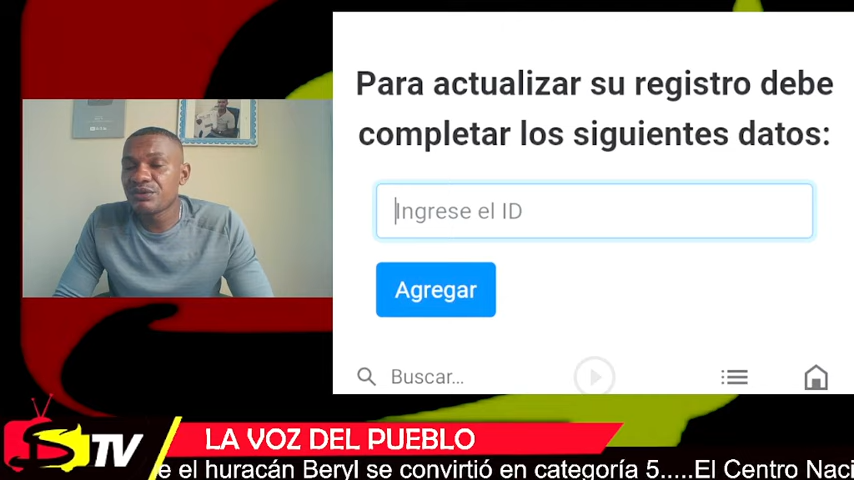 Para actualizar su registro debe
completar los siguientes datos:
Ingrese el ID
Agregar
Buscar...
STV
LA VOZ DEL PUEBLO
e el huracán Beryl se convirtió en categoría 5.....El Centro Naci